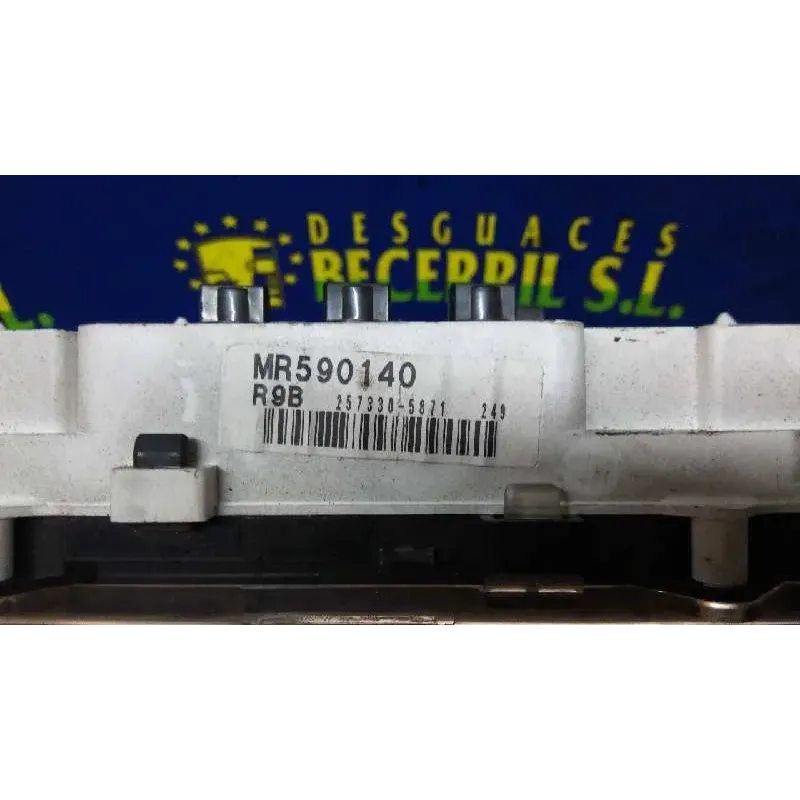 DESGUACES
BECERRIL S.L.
L.
MR590140
R9B 257330-5871 249